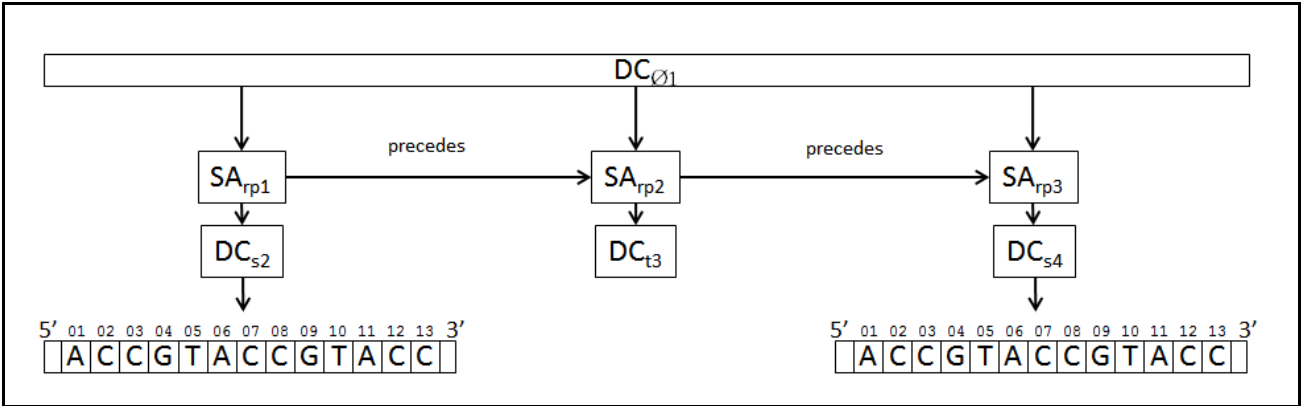 DC∅1
precedes precedes
SArp1 SArp2 SArp3
DCs2 DCt3 DCs4
5’ 01 02 03 04 05 06 07 08 09 10 11 12 13 3’ 5’ 01 02 03 04 05 06 07 08 09 10 11 12 13 3’
A C C G T A C C G T A C C A C C G T A C C G T A C C